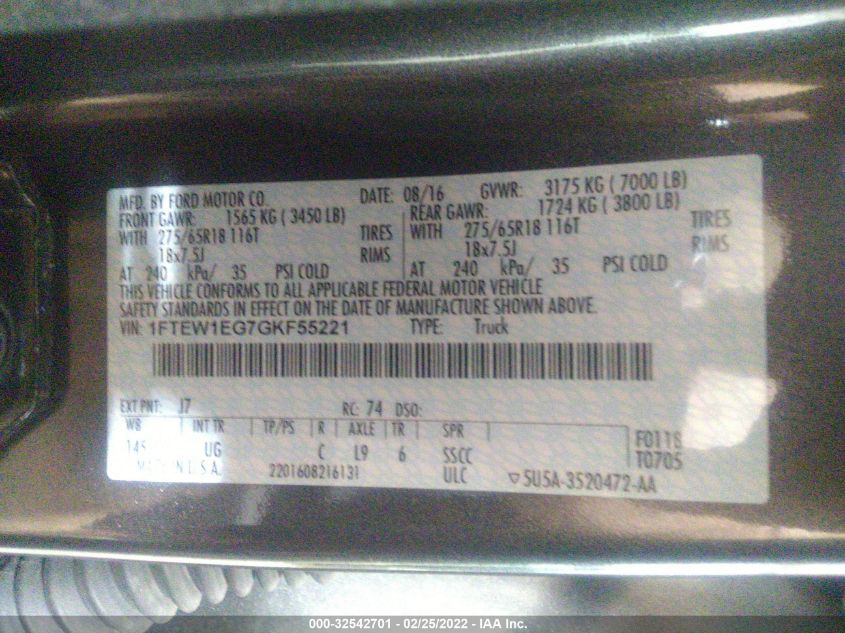 MFD. BY FORD MOTOR CO. DATE: 08/16 GVWR: 3175 KG ( 7000 LB)
FRONT GAWR: 1565 KG ( 3450 LB) REAR GAWR: 1724 KG ( 3800 LB)
WITH 275/65R18 116T TIRES WITH 275/65R18 116T TIRES
18x7.5J RIMS 18x7.5J RIMS
AT 240 kPa/ 35 PSI COLD AT 240 kPa/ 35 PSI COLD
THIS VEHICLE CONFORMS TO ALL APPLICABLE FEDERAL MOTOR VEHICLE
SAFETY STANDARDS IN EFFECT ON THE DATE OF MANUFACTURE SHOWN ABOVE.
VIN: 1FTEW1EG7GKF55221 TYPE: Truck
EXT PNT: J7 RC: 74 DSO:
WB INT TR TP/PS R AXLE TR SPR
145 UG C L9 6 SSCC
IN U.S.A. 2201608216131 ULC
F0118
T0705
▽ 5U5A-3520472-AA
000-32542701 - 02/25/2022 - IAA Inc.